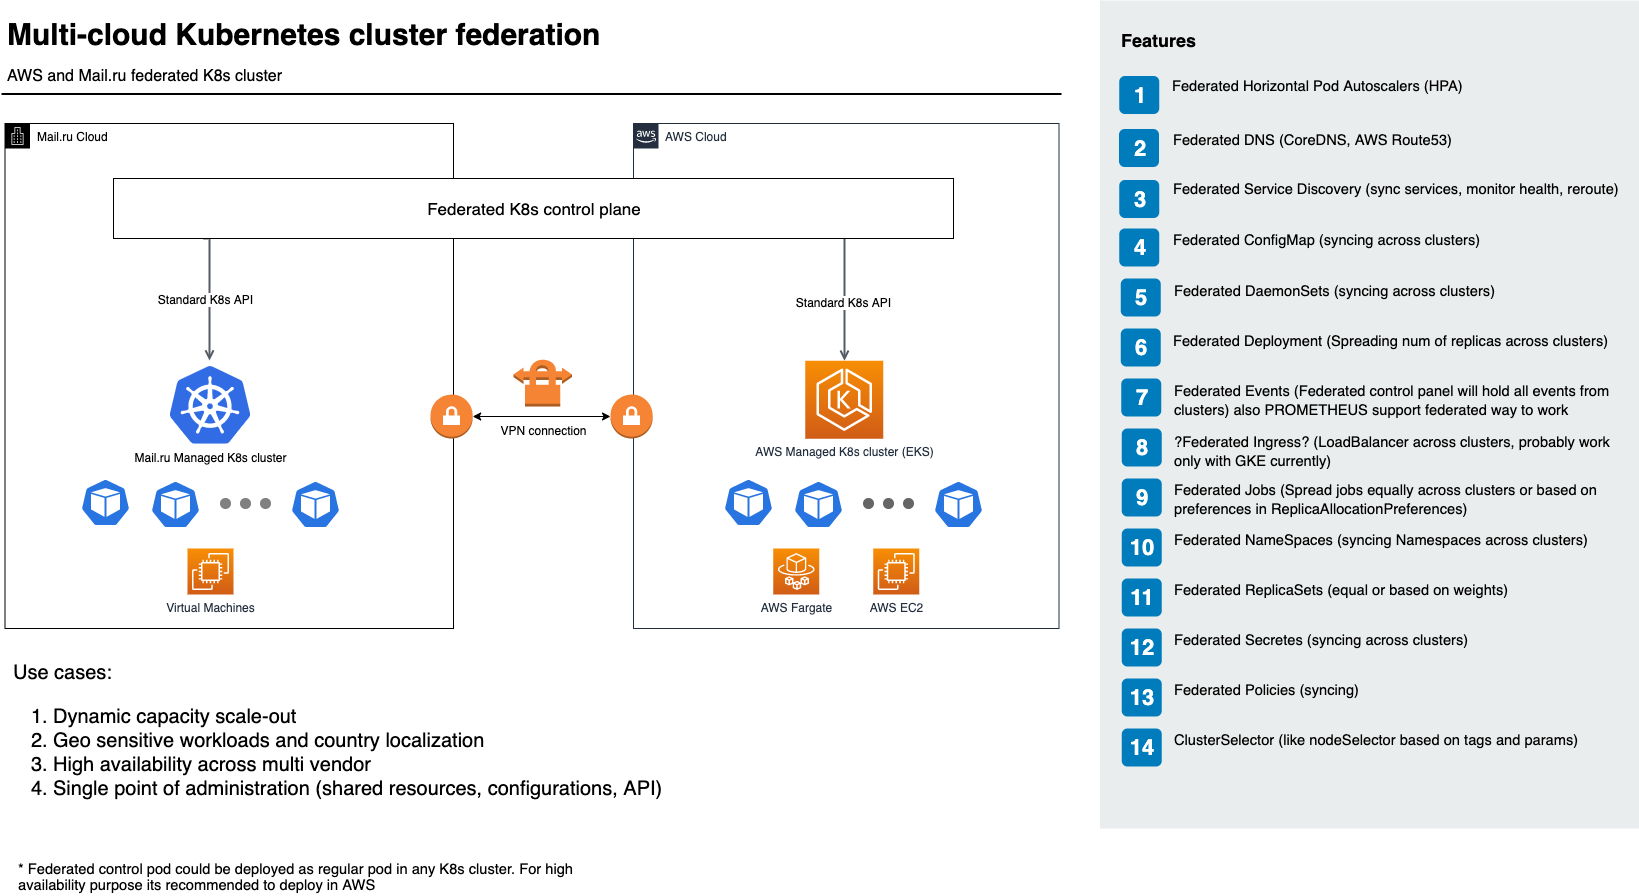 Multi-cloud Kubernetes cluster federation
AWS and Mail.ru federated K8s cluster
Mail.ru Cloud
aws
AWS Cloud
Federated K8s control plane
Standard K8s API
Standard K8s API
VPN connection
K
Mail.ru Managed K8s cluster
AWS Managed K8s cluster (EKS)
Virtual Machines
AWS Fargate
AWS EC2
Use cases:
1. Dynamic capacity scale-out
2. Geo sensitive workloads and country localization
3. High availability across multi vendor
4. Single point of administration (shared resources, configurations, API)
* Federated control pod could be deployed as regular pod in any K8s cluster. For high
availability purpose its recommended to deploy in AWS
Features
1 Federated Horizontal Pod Autoscalers (HPA)
2 Federated DNS (CoreDNS, AWS Route53)
3 Federated Service Discovery (sync services, monitor health, reroute)
4 Federated ConfigMap (syncing across clusters)
5 Federated DaemonSets (syncing across clusters)
6 Federated Deployment (Spreading num of replicas across clusters)
7 Federated Events (Federated control panel will hold all events from
clusters) also PROMETHEUS support federated way to work
8 ?Federated Ingress? (LoadBalancer across clusters, probably work
only with GKE currently)
9 Federated Jobs (Spread jobs equally across clusters or based on
preferences in ReplicaAllocationPreferences)
10 Federated NameSpaces (syncing Namespaces across clusters)
11 Federated ReplicaSets (equal or based on weights)
12 Federated Secretes (syncing across clusters)
13 Federated Policies (syncing)
14 ClusterSelector (like nodeSelector based on tags and params)